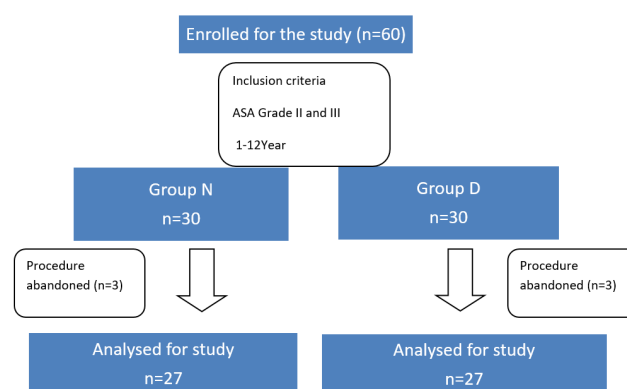 Enrolled for the study (n=60)
Inclusion criteria
ASA Grade II and III
1-12Year
Group N
n=30
Group D
n=30
Procedure
abandoned (n=3)
Procedure
abandoned (n=3)
Analysed for study
n=27
Analysed for study
n=27